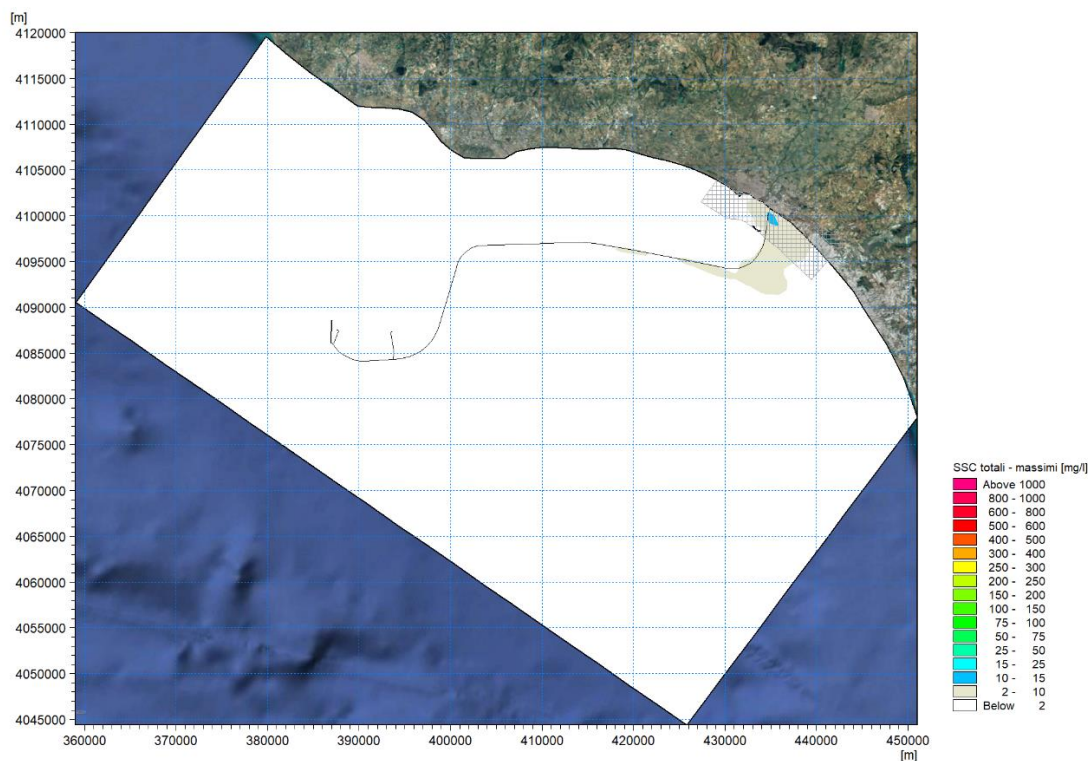 [m]
4120000
4115000
4110000
4105000
4100000
4095000
4090000
4085000
4080000
4075000
4070000
4065000
4060000
4055000
4050000
4045000
360000 370000 380000 390000 400000 410000 420000 430000 440000 450000
[m]
SSC totali - massimi [mg/l]
Above 1000
800 - 1000
600 - 800
500 - 600
400 - 500
300 - 400
250 - 300
200 - 250
150 - 200
100 - 150
75 - 100
50 - 75
25 - 50
15 - 25
10 - 15
2 - 10
Below 2